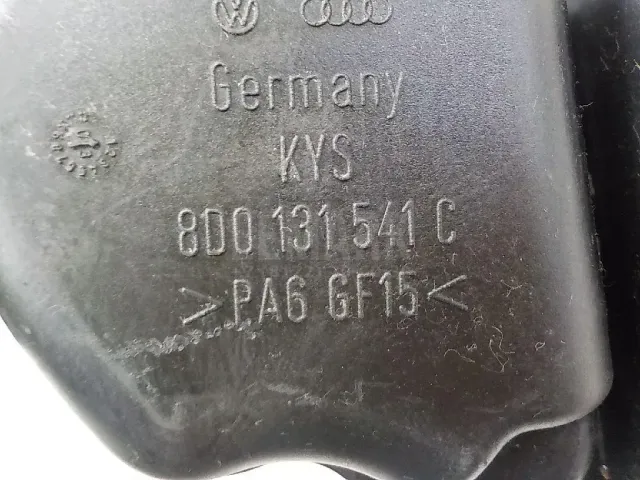 Germany
KYS
8D0 131 541 C
>PA6 GF15<